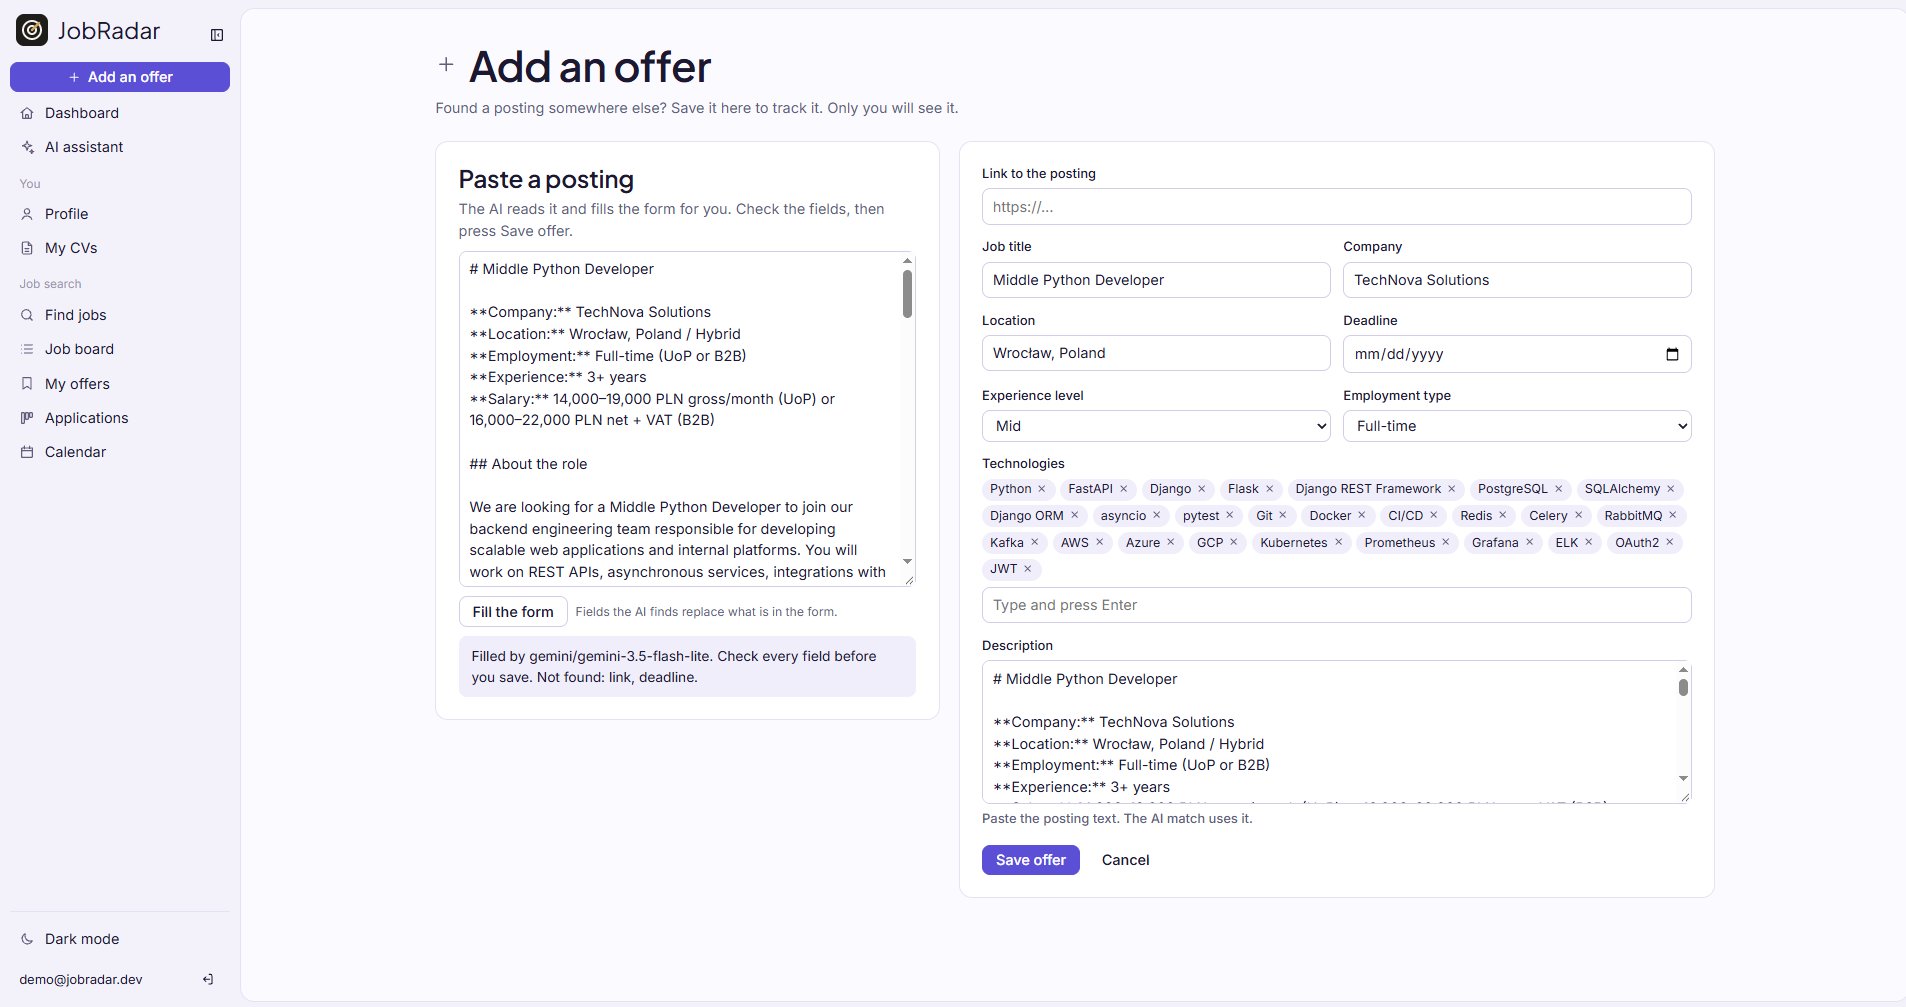 JobRadar
+ Add an offer
Dashboard
AI assistant
You
Profile
My CVs
Job search
Find jobs
Job board
My offers
Applications
Calendar
Dark mode
demo@jobradar.dev
+ Add an offer
Found a posting somewhere else? Save it here to track it. Only you will see it.
Paste a posting
The AI reads it and fills the form for you. Check the fields, then
press Save offer.
# Middle Python Developer
**Company:** TechNova Solutions
**Location:** Wrocław, Poland / Hybrid
**Employment:** Full-time (UoP or B2B)
**Experience:** 3+ years
**Salary:** 14,000–19,000 PLN gross/month (UoP) or
16,000–22,000 PLN net + VAT (B2B)
## About the role
We are looking for a Middle Python Developer to join our
backend engineering team responsible for developing
scalable web applications and internal platforms. You will
work on REST APIs, asynchronous services, integrations with
Fill the form Fields the AI finds replace what is in the form.
Filled by gemini/gemini-3.5-flash-lite. Check every field before
you save. Not found: link, deadline.
Link to the posting
https://...
Job title Company
Middle Python Developer TechNova Solutions
Location Deadline
Wrocław, Poland mm/dd/yyyy
Experience level Employment type
Mid Full-time
Technologies
Python × FastAPI × Django × Flask × Django REST Framework × PostgreSQL × SQLAlchemy ×
Django ORM × asyncio × pytest × Git × Docker × CI/CD × Redis × Celery × RabbitMQ ×
Kafka × AWS × Azure × GCP × Kubernetes × Prometheus × Grafana × ELK × OAuth2 ×
JWT ×
Type and press Enter
Description
# Middle Python Developer
**Company:** TechNova Solutions
**Location:** Wrocław, Poland / Hybrid
**Employment:** Full-time (UoP or B2B)
**Experience:** 3+ years
Paste the posting text. The AI match uses it.
Save offer Cancel